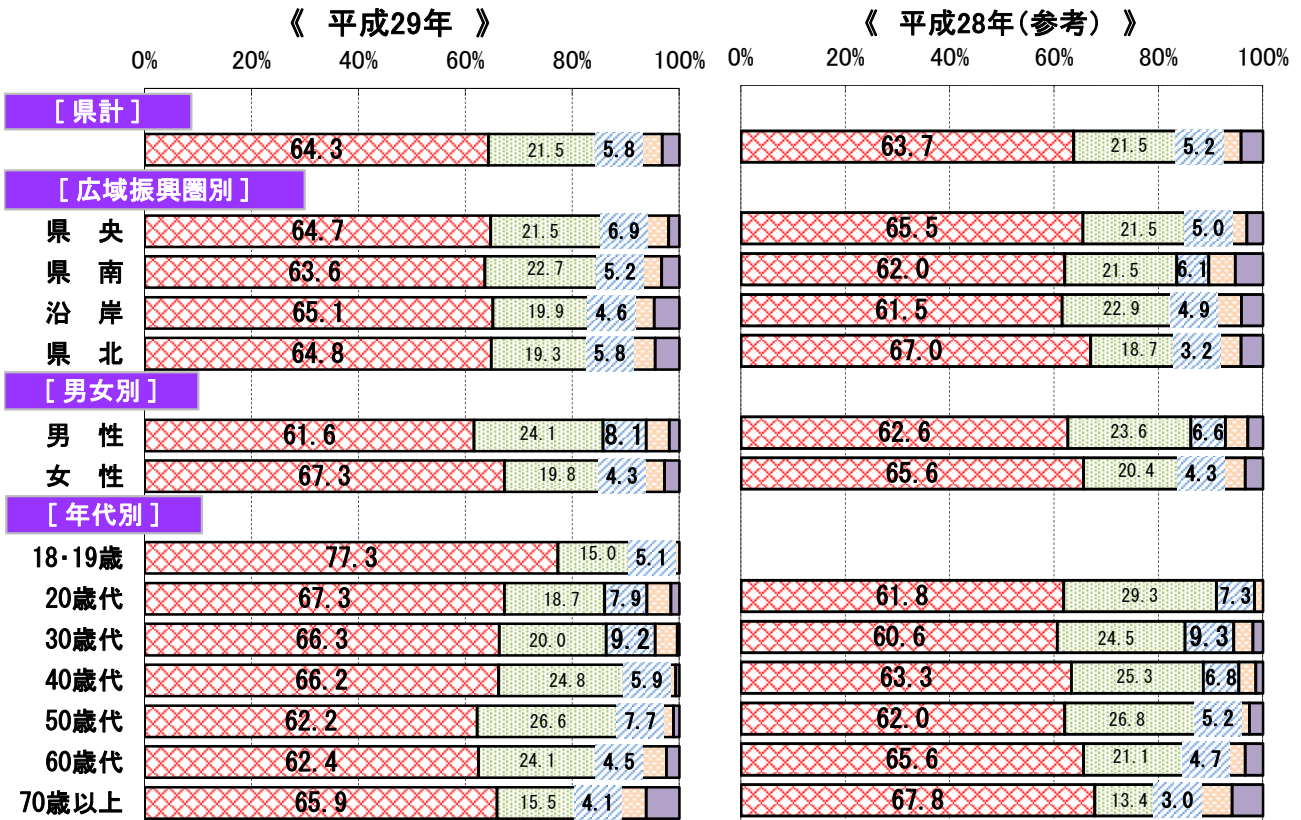 《 平成29年 》
《 平成28年(参考) 》
0% 20% 40% 60% 80% 100%
0% 20% 40% 60% 80% 100%
[ 県計 ]
64.3 21.5 5.8
63.7 21.5 5.2
[ 広域振興圏別 ]
県 央 64.7 21.5 6.9
65.5 21.5 5.0
県 南 63.6 22.7 5.2
62.0 21.5 6.1
沿 岸 65.1 19.9 4.6
61.5 22.9 4.9
県 北 64.8 19.3 5.8
67.0 18.7 3.2
[ 男女別 ]
男 性 61.6 24.1 8.1
62.6 23.6 6.6
女 性 67.3 19.8 4.3
65.6 20.4 4.3
[ 年代別 ]
18・19歳 77.3 15.0 5.1
20歳代 67.3 18.7 7.9
61.8 29.3 7.3
30歳代 66.3 20.0 9.2
60.6 24.5 9.3
40歳代 66.2 24.8 5.9
63.3 25.3 6.8
50歳代 62.2 26.6 7.7
62.0 26.8 5.2
60歳代 62.4 24.1 4.5
65.6 21.1 4.7
70歳以上 65.9 15.5 4.1
67.8 13.4 3.0